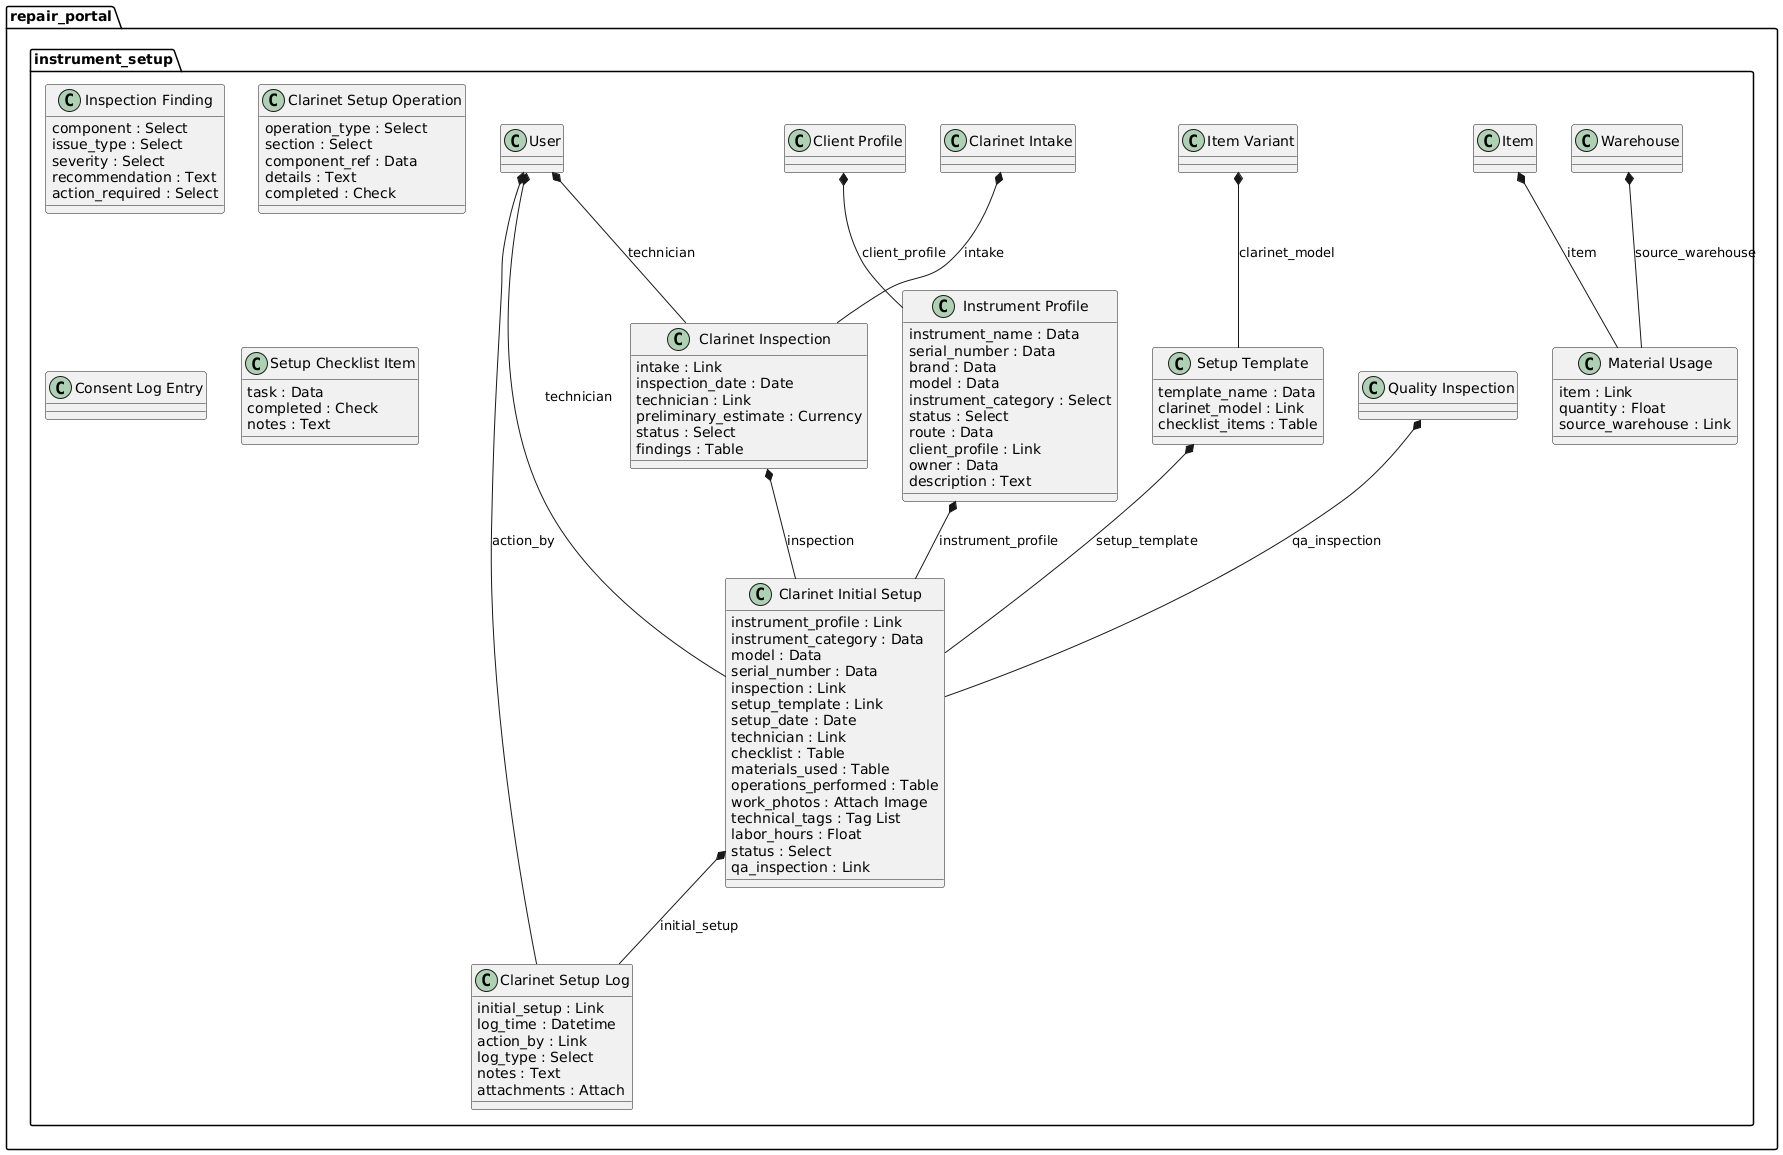 repair_portal
instrument_setup
C Inspection Finding
component : Select
issue_type : Select
severity : Select
recommendation : Text
action_required : Select
C Clarinet Setup Operation
operation_type : Select
section : Select
component_ref : Data
details : Text
completed : Check
C User
C Client Profile
C Clarinet Intake
C Item Variant
C Item
C Warehouse
technician
client_profile
intake
clarinet_model
item
source_warehouse
C Consent Log Entry
C Setup Checklist Item
task : Data
completed : Check
notes : Text
technician
C Clarinet Inspection
intake : Link
inspection_date : Date
technician : Link
preliminary_estimate : Currency
status : Select
findings : Table
C Instrument Profile
instrument_name : Data
serial_number : Data
brand : Data
model : Data
instrument_category : Select
status : Select
route : Data
client_profile : Link
owner : Data
description : Text
C Setup Template
template_name : Data
clarinet_model : Link
checklist_items : Table
C Quality Inspection
C Material Usage
item : Link
quantity : Float
source_warehouse : Link
action_by
inspection
instrument_profile
setup_template
qa_inspection
C Clarinet Initial Setup
instrument_profile : Link
instrument_category : Data
model : Data
serial_number : Data
inspection : Link
setup_template : Link
setup_date : Date
technician : Link
checklist : Table
materials_used : Table
operations_performed : Table
work_photos : Attach Image
technical_tags : Tag List
labor_hours : Float
status : Select
qa_inspection : Link
initial_setup
C Clarinet Setup Log
initial_setup : Link
log_time : Datetime
action_by : Link
log_type : Select
notes : Text
attachments : Attach